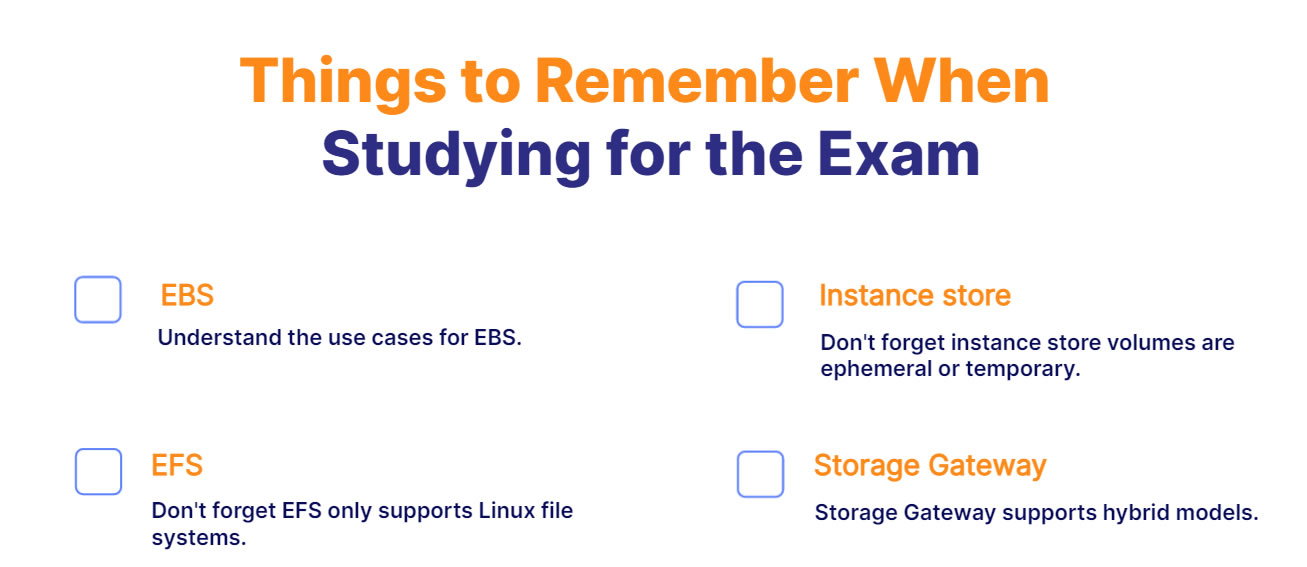 Things to Remember When
Studying for the Exam
EBS
Understand the use cases for EBS.
Instance store
Don't forget instance store volumes are
ephemeral or temporary.
EFS
Don't forget EFS only supports Linux file
systems.
Storage Gateway
Storage Gateway supports hybrid models.